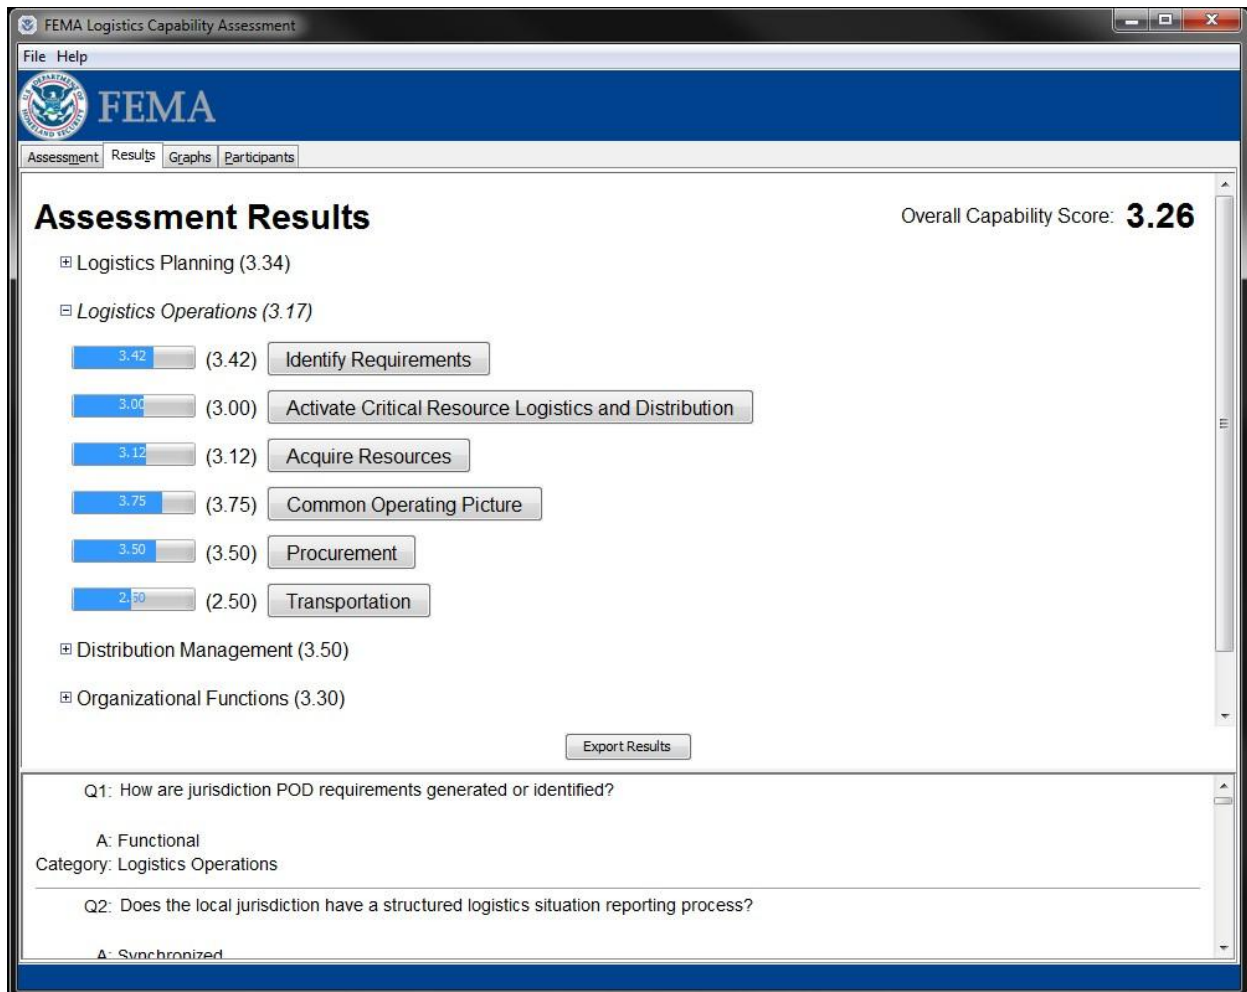 FEMA Logistics Capability Assessment
File Help
FEMA
Assessment Results Graphs Participants
Assessment Results
Overall Capability Score: 3.26
Logistics Planning (3.34)
Logistics Operations (3.17)
3.42 (3.42) Identify Requirements
3.00 (3.00) Activate Critical Resource Logistics and Distribution
3.12 (3.12) Acquire Resources
3.75 (3.75) Common Operating Picture
3.50 (3.50) Procurement
2.50 (2.50) Transportation
Distribution Management (3.50)
Organizational Functions (3.30)
Export Results
Q1: How are jurisdiction POD requirements generated or identified?
A: Functional
Category: Logistics Operations
Q2: Does the local jurisdiction have a structured logistics situation reporting process?
A: Synchronized